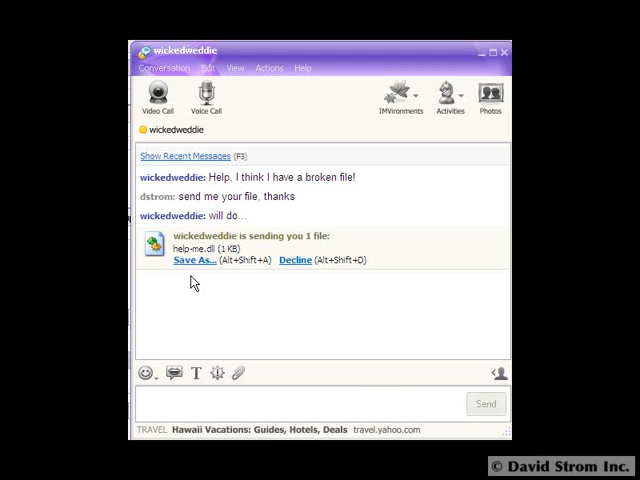 wickedweddie
Conversation Edit View Actions Help
Video Call Voice Call IMVironments Activities Photos
wickedweddie
Show Recent Messages (F3)
wickedweddie: Help, I think I have a broken file!
dstrom: send me your file, thanks
wickedweddie: will do...
wickedweddie is sending you 1 file:
help-me.dll (1 KB)
Save As... (Alt+Shift+A) Decline (Alt+Shift+D)
T
Send
TRAVEL Hawaii Vacations: Guides, Hotels, Deals travel.yahoo.com
© David Strom Inc.